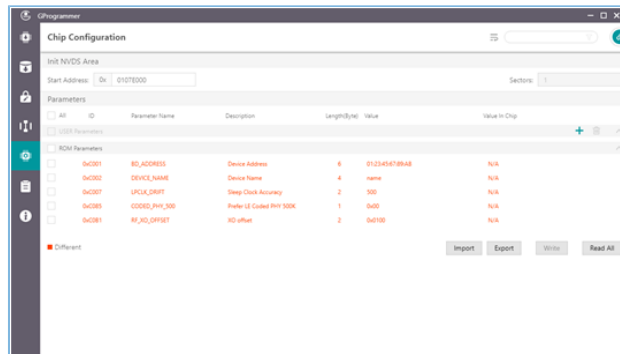 GProgrammer
Chip Configuration
Init NVDS Area
Start Address: 0x 0107E000 Sectors: 1
Parameters
All ID Parameter Name Description Length(Byte) Value Value In Chip
USER Parameters
ROM Parameters
0xC001 BD_ADDRESS Device Address 6 01:23:45:67:89:AB N/A
0xC002 DEVICE_NAME Device Name 4 name N/A
0xC007 LPCLK_DRIFT Sleep Clock Accuracy 2 500 N/A
0xC085 CODED_PHY_500 Prefer LE Coded PHY 500K 1 0x00 N/A
0xC081 RF_XO_OFFSET XO offset 2 0x0100 N/A
Different Import Export Write Read All